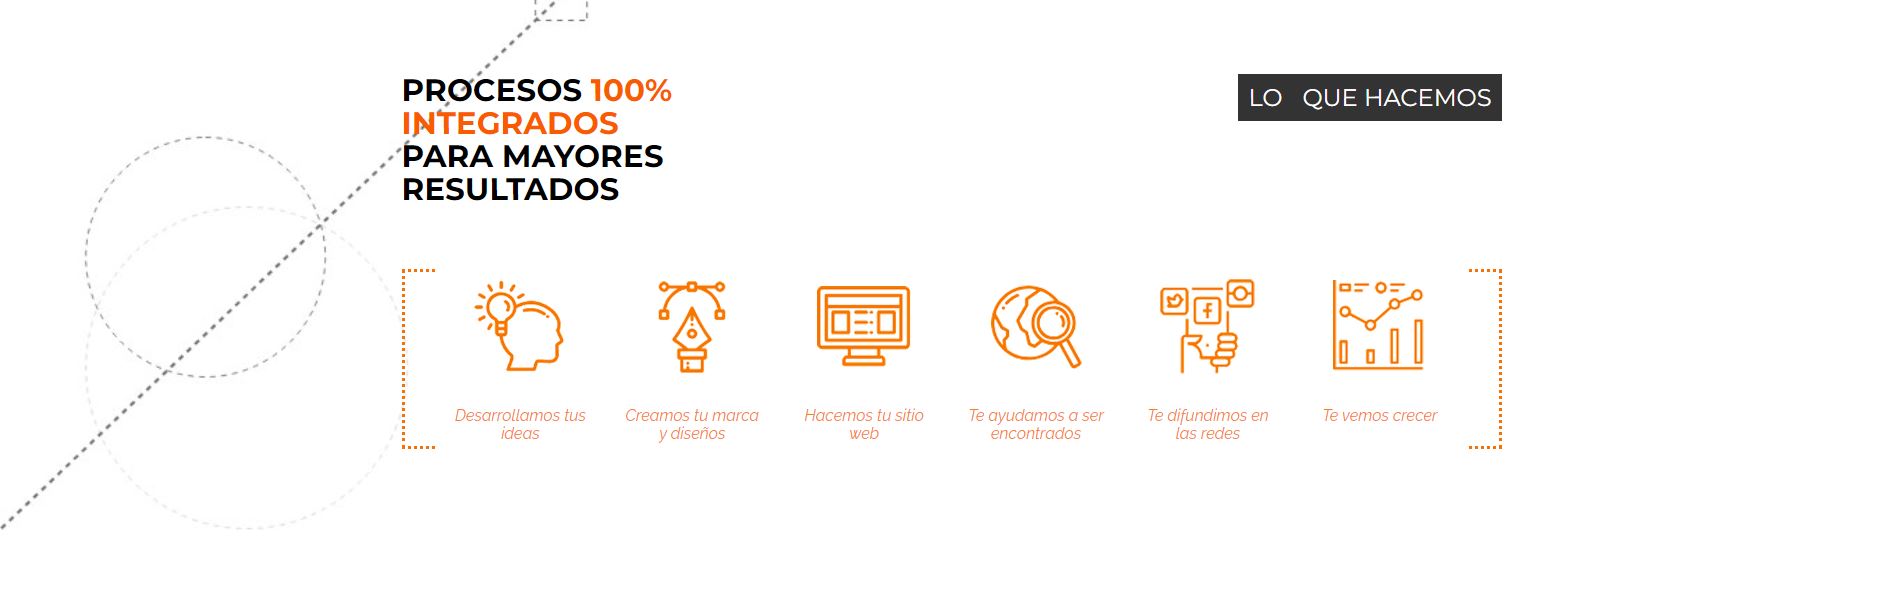 PROCESOS 100%
INTEGRADOS
PARA MAYORES
RESULTADOS
LO QUE HACEMOS
Desarrollamos tus
ideas
Creamos tu marca
y diseños
Hacemos tu sitio
web
Te ayudamos a ser
encontrados
Te difundimos en
las redes
Te vemos crecer